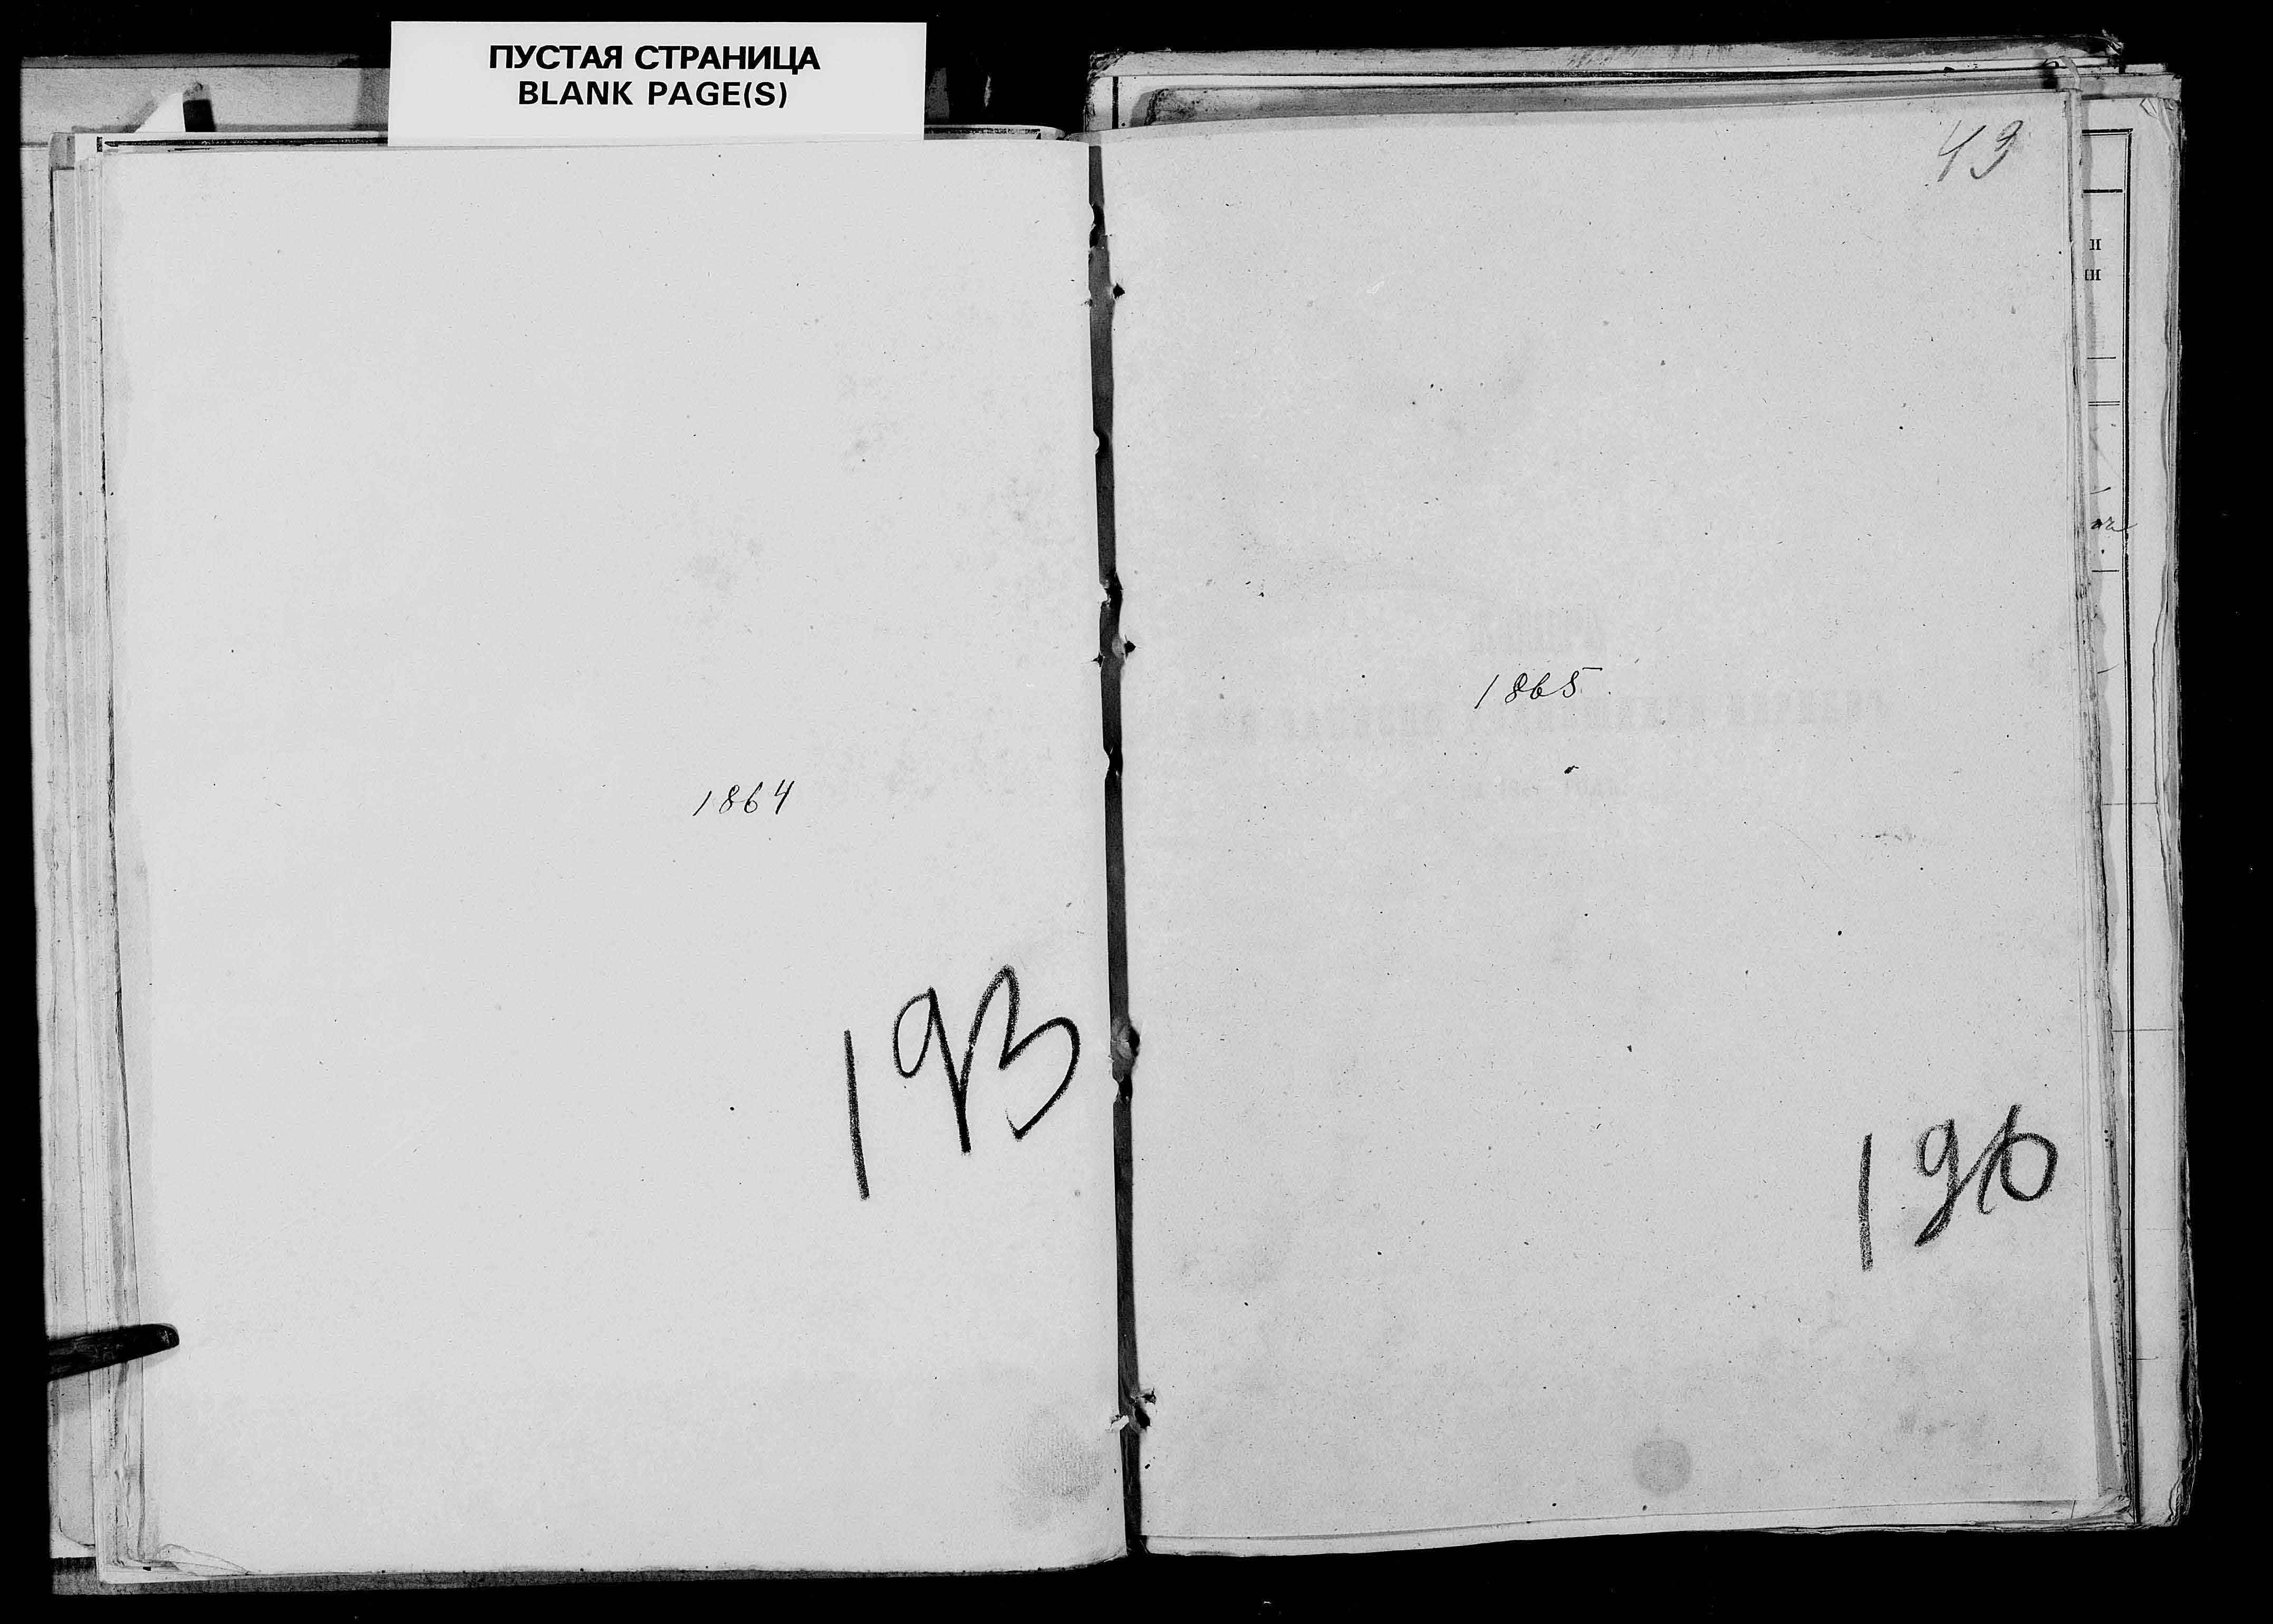 ПУСТАЯ СТРАНИЦА
BLANK PAGE(S)
1864
193
43
1865
196